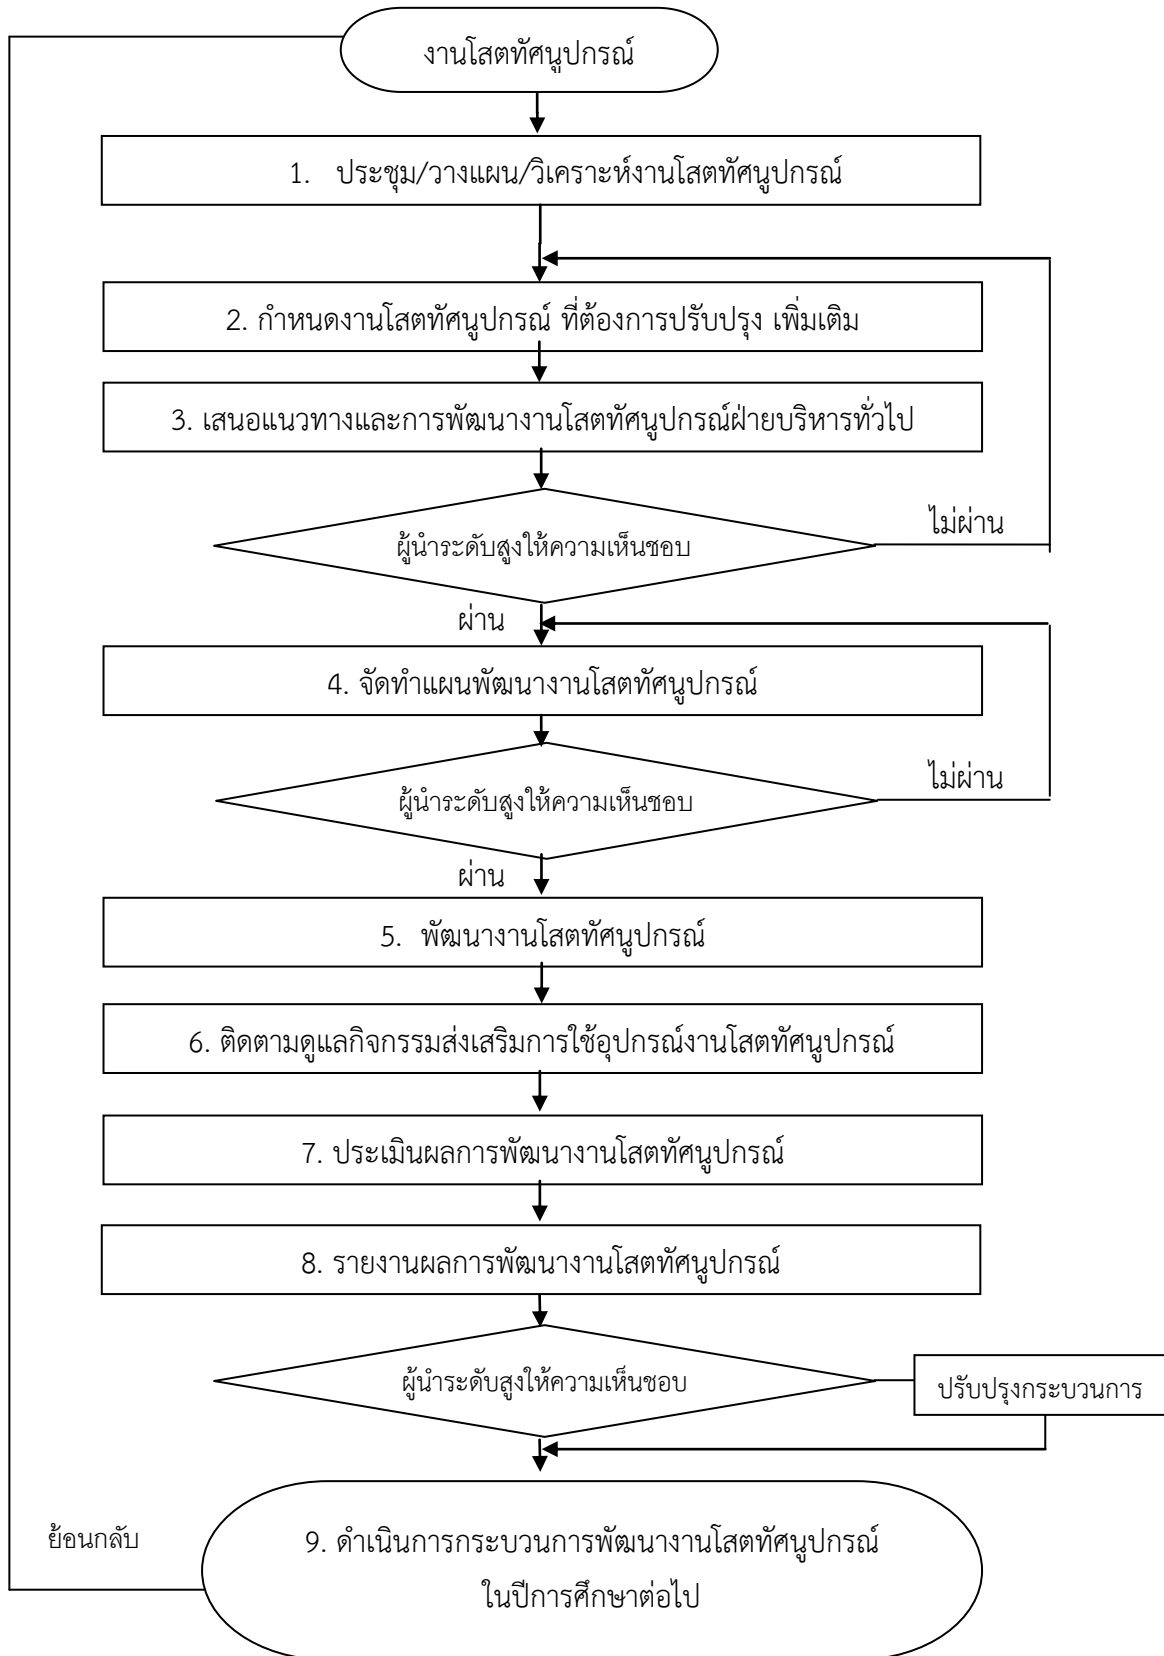 งานโสตทัศนูปกรณ์
1. ประชุม/วางแผน/วิเคราะห์งานโสตทัศนูปกรณ์
2. กำหนดงานโสตทัศนูปกรณ์ ที่ต้องการปรับปรุง เพิ่มเติม
3. เสนอแนวทางและการพัฒนางานโสตทัศนูปกรณ์ฝ่ายบริหารทั่วไป
ไม่ผ่าน
ผู้นำระดับสูงให้ความเห็นชอบ
ผ่าน
4. จัดทำแผนพัฒนางานโสตทัศนูปกรณ์
ไม่ผ่าน
ผู้นำระดับสูงให้ความเห็นชอบ
ผ่าน
5. พัฒนางานโสตทัศนูปกรณ์
6. ติดตามดูแลกิจกรรมส่งเสริมการใช้อุปกรณ์งานโสตทัศนูปกรณ์
7. ประเมินผลการพัฒนางานโสตทัศนูปกรณ์
8. รายงานผลการพัฒนางานโสตทัศนูปกรณ์
ผู้นำระดับสูงให้ความเห็นชอบ
ปรับปรุงกระบวนการ
ย้อนกลับ
9. ดำเนินการกระบวนการพัฒนางานโสตทัศนูปกรณ์
ในปีการศึกษาต่อไป